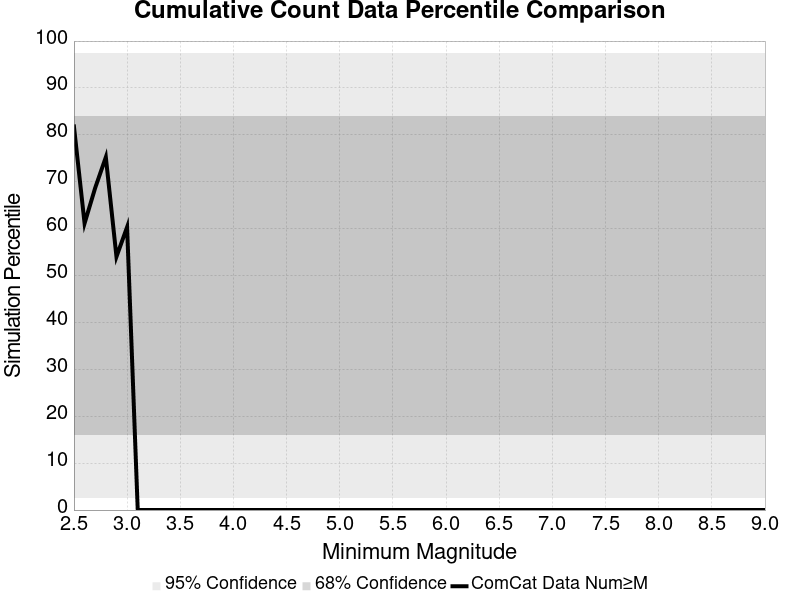 Cumulative Count Data Percentile Comparison
100
90
80
70
60
50
40
30
20
10
0
Simulation Percentile
2.5 3.0 3.5 4.0 4.5 5.0 5.5 6.0 6.5 7.0 7.5 8.0 8.5 9.0
Minimum Magnitude
95% Confidence 68% Confidence ComCat Data Num≥M